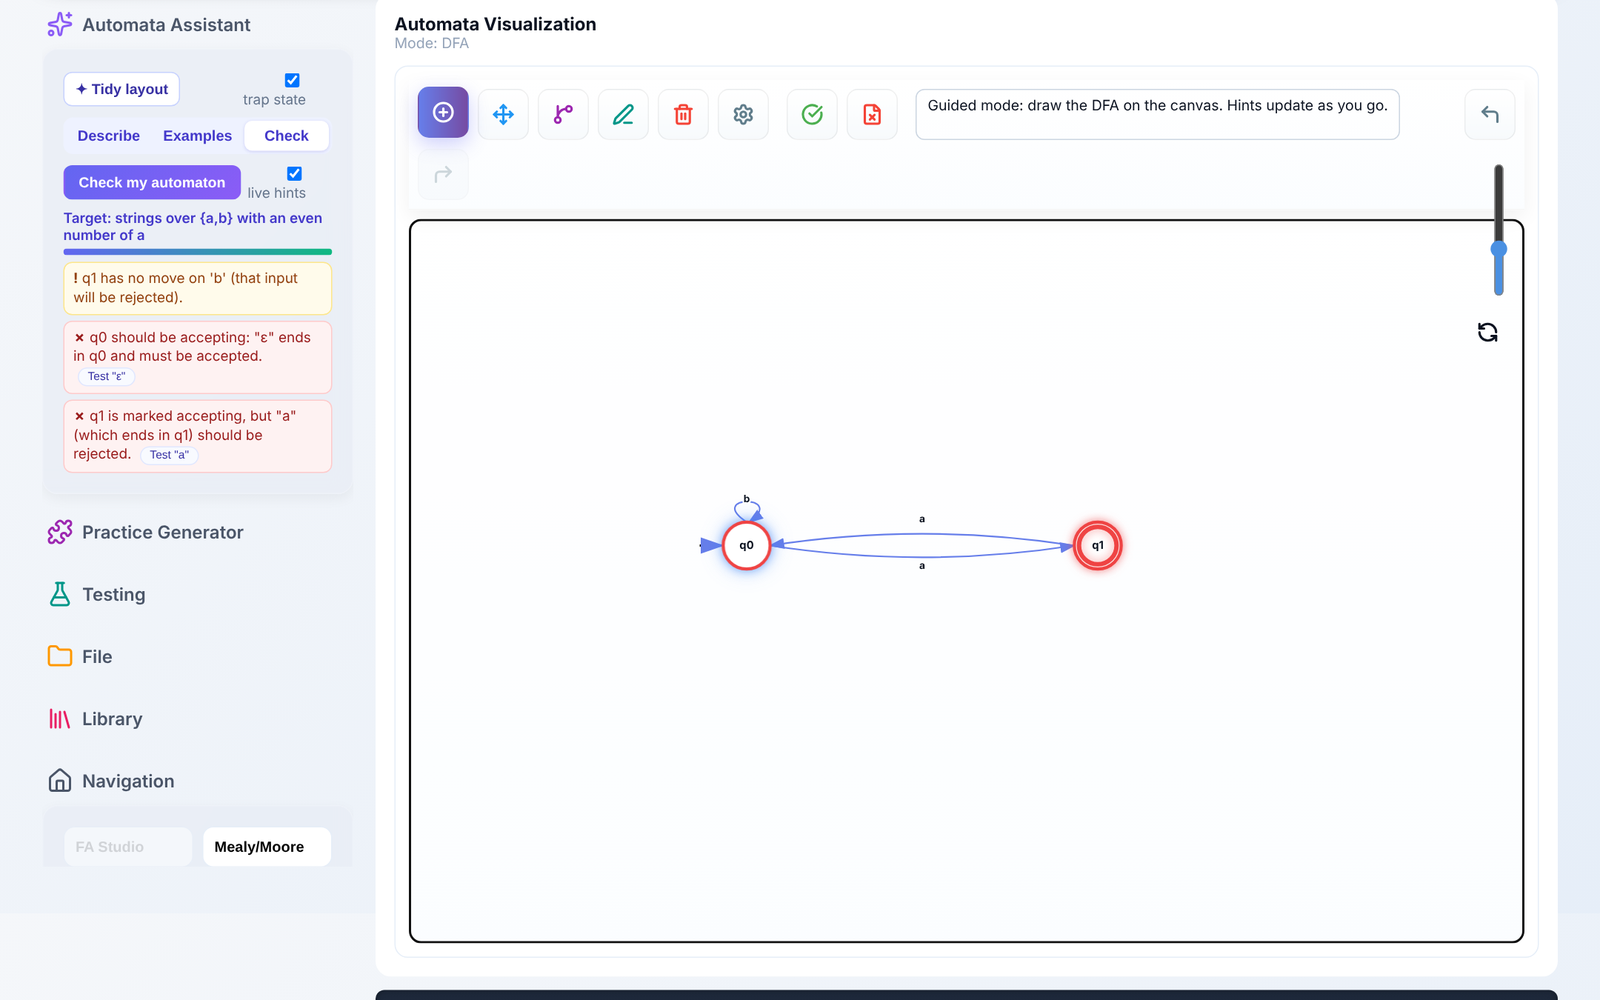 Automata Assistant
✦ Tidy layout
trap state
Describe Examples Check
Check my automaton
live hints
Target: strings over {a,b} with an even
number of a
! q1 has no move on 'b' (that input
will be rejected).
× q0 should be accepting: "ε" ends
in q0 and must be accepted.
Test "ε"
× q1 is marked accepting, but "a"
(which ends in q1) should be
rejected. Test "a"
Practice Generator
Testing
File
Library
Navigation
FA Studio Mealy/Moore
Automata Visualization
Mode: DFA
Guided mode: draw the DFA on the canvas. Hints update as you go.
b
a
q0 q1
a